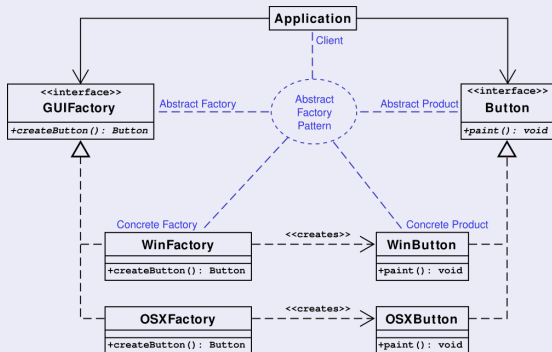 Application
Client
<<interface>>
GUIFactory
+createButton(): Button
Abstract Factory
Abstract
Factory
Pattern
Abstract Product
<<interface>>
Button
+paint(): void
Concrete Factory
Concrete Product
WinFactory
+createButton(): Button
<<creates>>
WinButton
+paint(): void
OSXFactory
+createButton(): Button
<<creates>>
OSXButton
+paint(): void